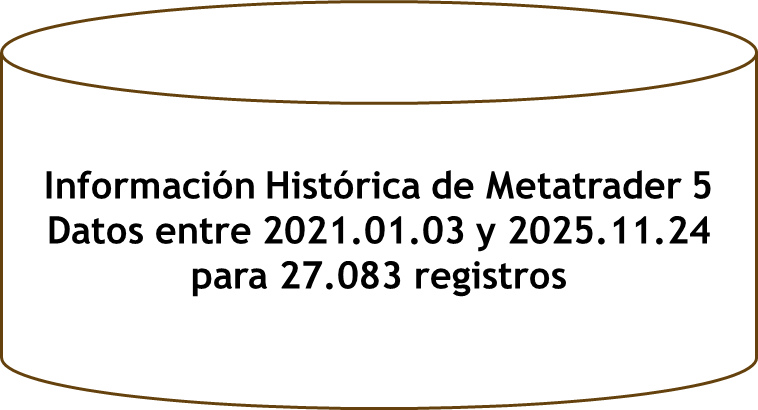 Información Histórica de Metatrader 5
Datos entre 2021.01.03 y 2025.11.24
para 27.083 registros